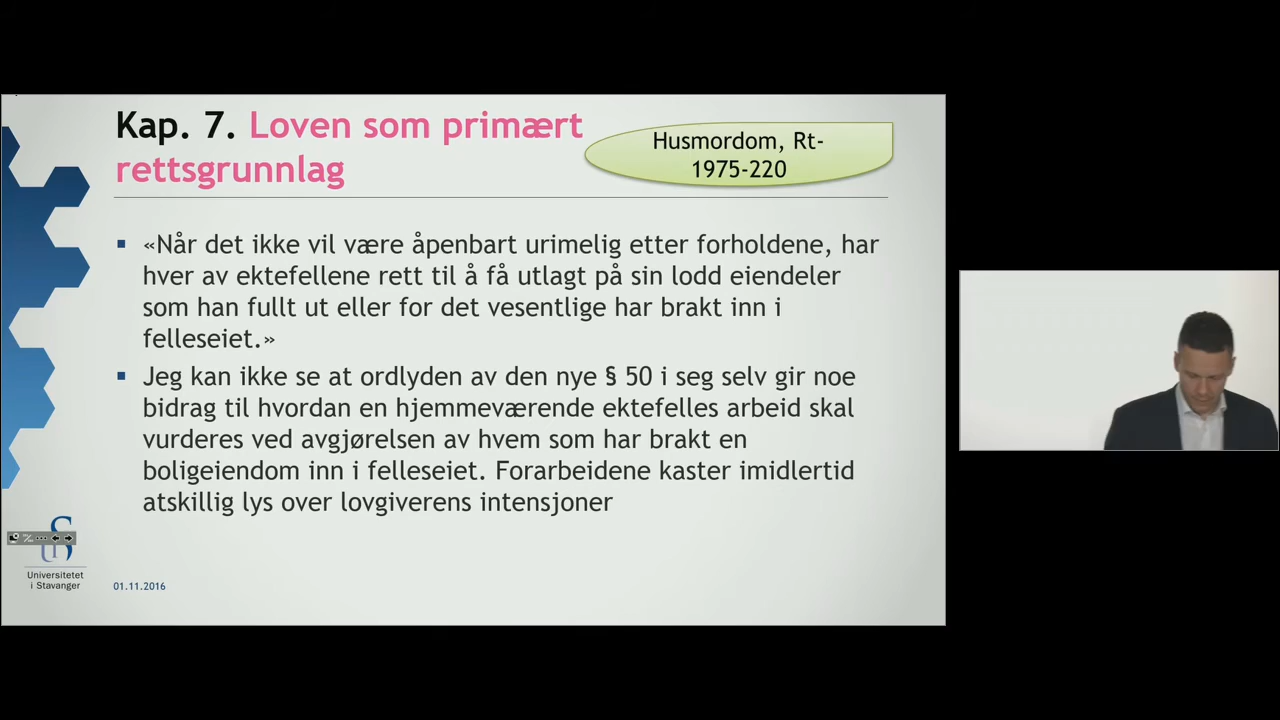 Kap. 7. Loven som primært
rettsgrunnlag
Husmordom, Rt-
1975-220
«Når det ikke vil være åpenbart urimelig etter forholdene, har
hver av ektefellene rett til å få utlagt på sin lodd eiendeler
som han fullt ut eller for det vesentlige har brakt inn i
felleseiet.»
Jeg kan ikke se at ordlyden av den nye § 50 i seg selv gir noe
bidrag til hvordan en hjemmeværende ektefelles arbeid skal
vurderes ved avgjørelsen av hvem som har brakt en
boligeiendom inn i felleseiet. Forarbeidene kaster imidlertid
atskillig lys over lovgiverens intensjoner
Universitetet
i Stavanger
01.11.2016